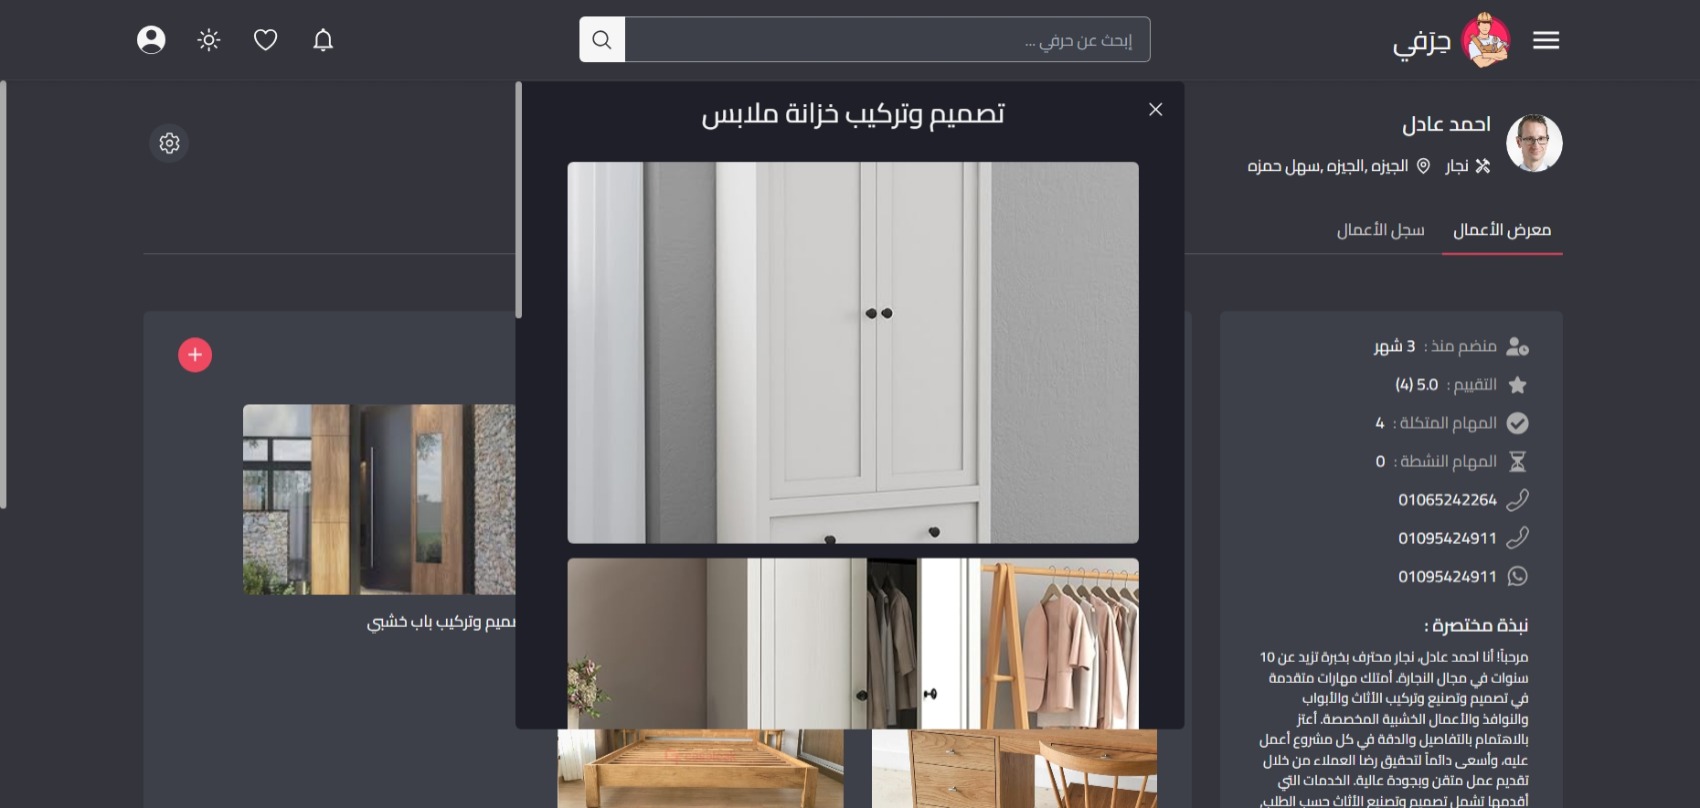 حِرَفي
إبحث عن حرفي ...
احمد عادل
نجار
الجيزه ,الجيزه ,سهل حمزه
معرض الأعمال
سجل الأعمال
منضم منذ : 3 شهر
التقييم : 5.0 (4)
المهام المتكلة : 4
المهام النشطة : 0
01065242264
01095424911
01095424911
نبذة مختصرة :
مرحباً! أنا احمد عادل، نجار محترف بخبرة تزيد عن 10
سنوات في مجال النجارة. أمتلك مهارات متقدمة
في تصميم وتصنيع وتركيب الأثاث والأبواب
والنوافذ والأعمال الخشبية المخصصة. أعتز
بالاهتمام بالتفاصيل والدقة في كل مشروع أعمل
عليه، وأسعى دائماً لتحقيق رضا العملاء من خلال
تقديم عمل متقن وبجودة عالية. الخدمات التي
أقدمها تشمل تصميم وتصنيع الأثاث حسب الطلب،
تصميم وتركيب خزانة ملابس
وتركيب باب خشبي